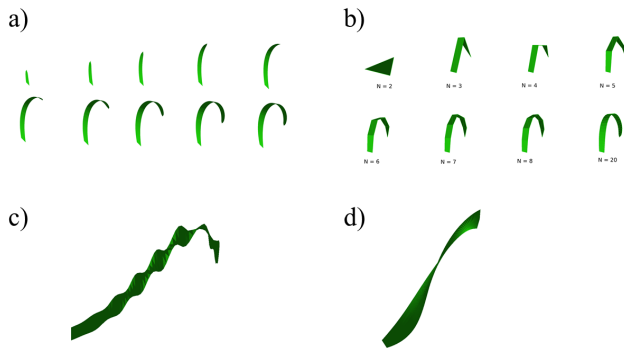 a)
b)
N = 2
N = 3
N = 4
N = 5
N = 6
N = 7
N = 8
N = 20
c)
d)